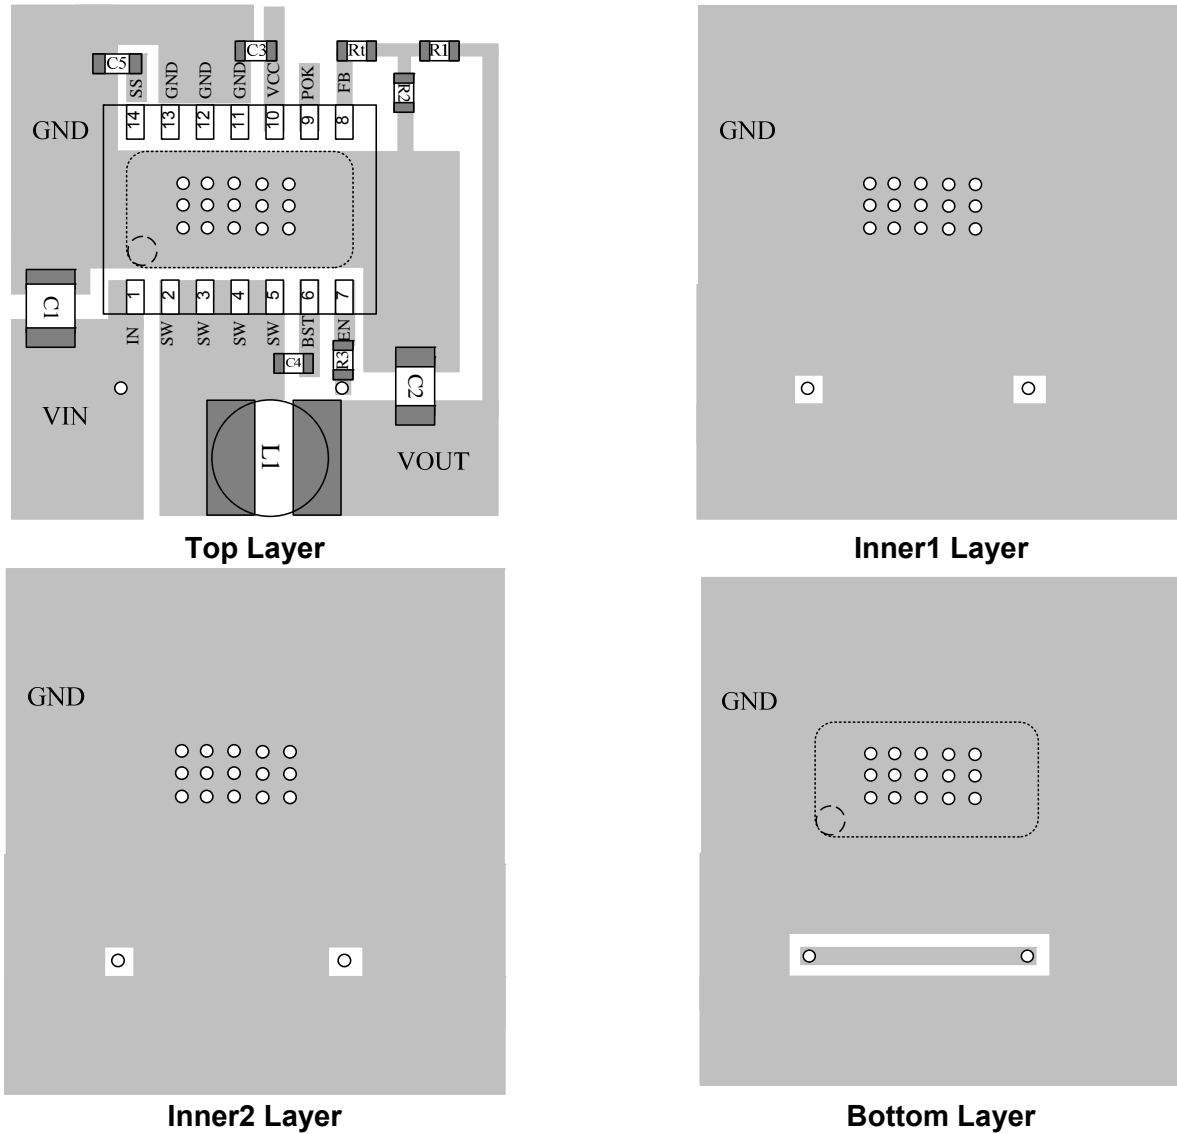 C3
Rt
R1
C5
R2
SS
GND
GND
GND
VCC
POK
FB
GND
14
13
12
11
10
9
8
1
2
3
4
5
6
7
C1
IN
SW
SW
SW
SW
BST
EN
C4
R3
C2
VIN
L1
VOUT
Top Layer
GND
Inner1 Layer
GND
Inner2 Layer
GND
Bottom Layer